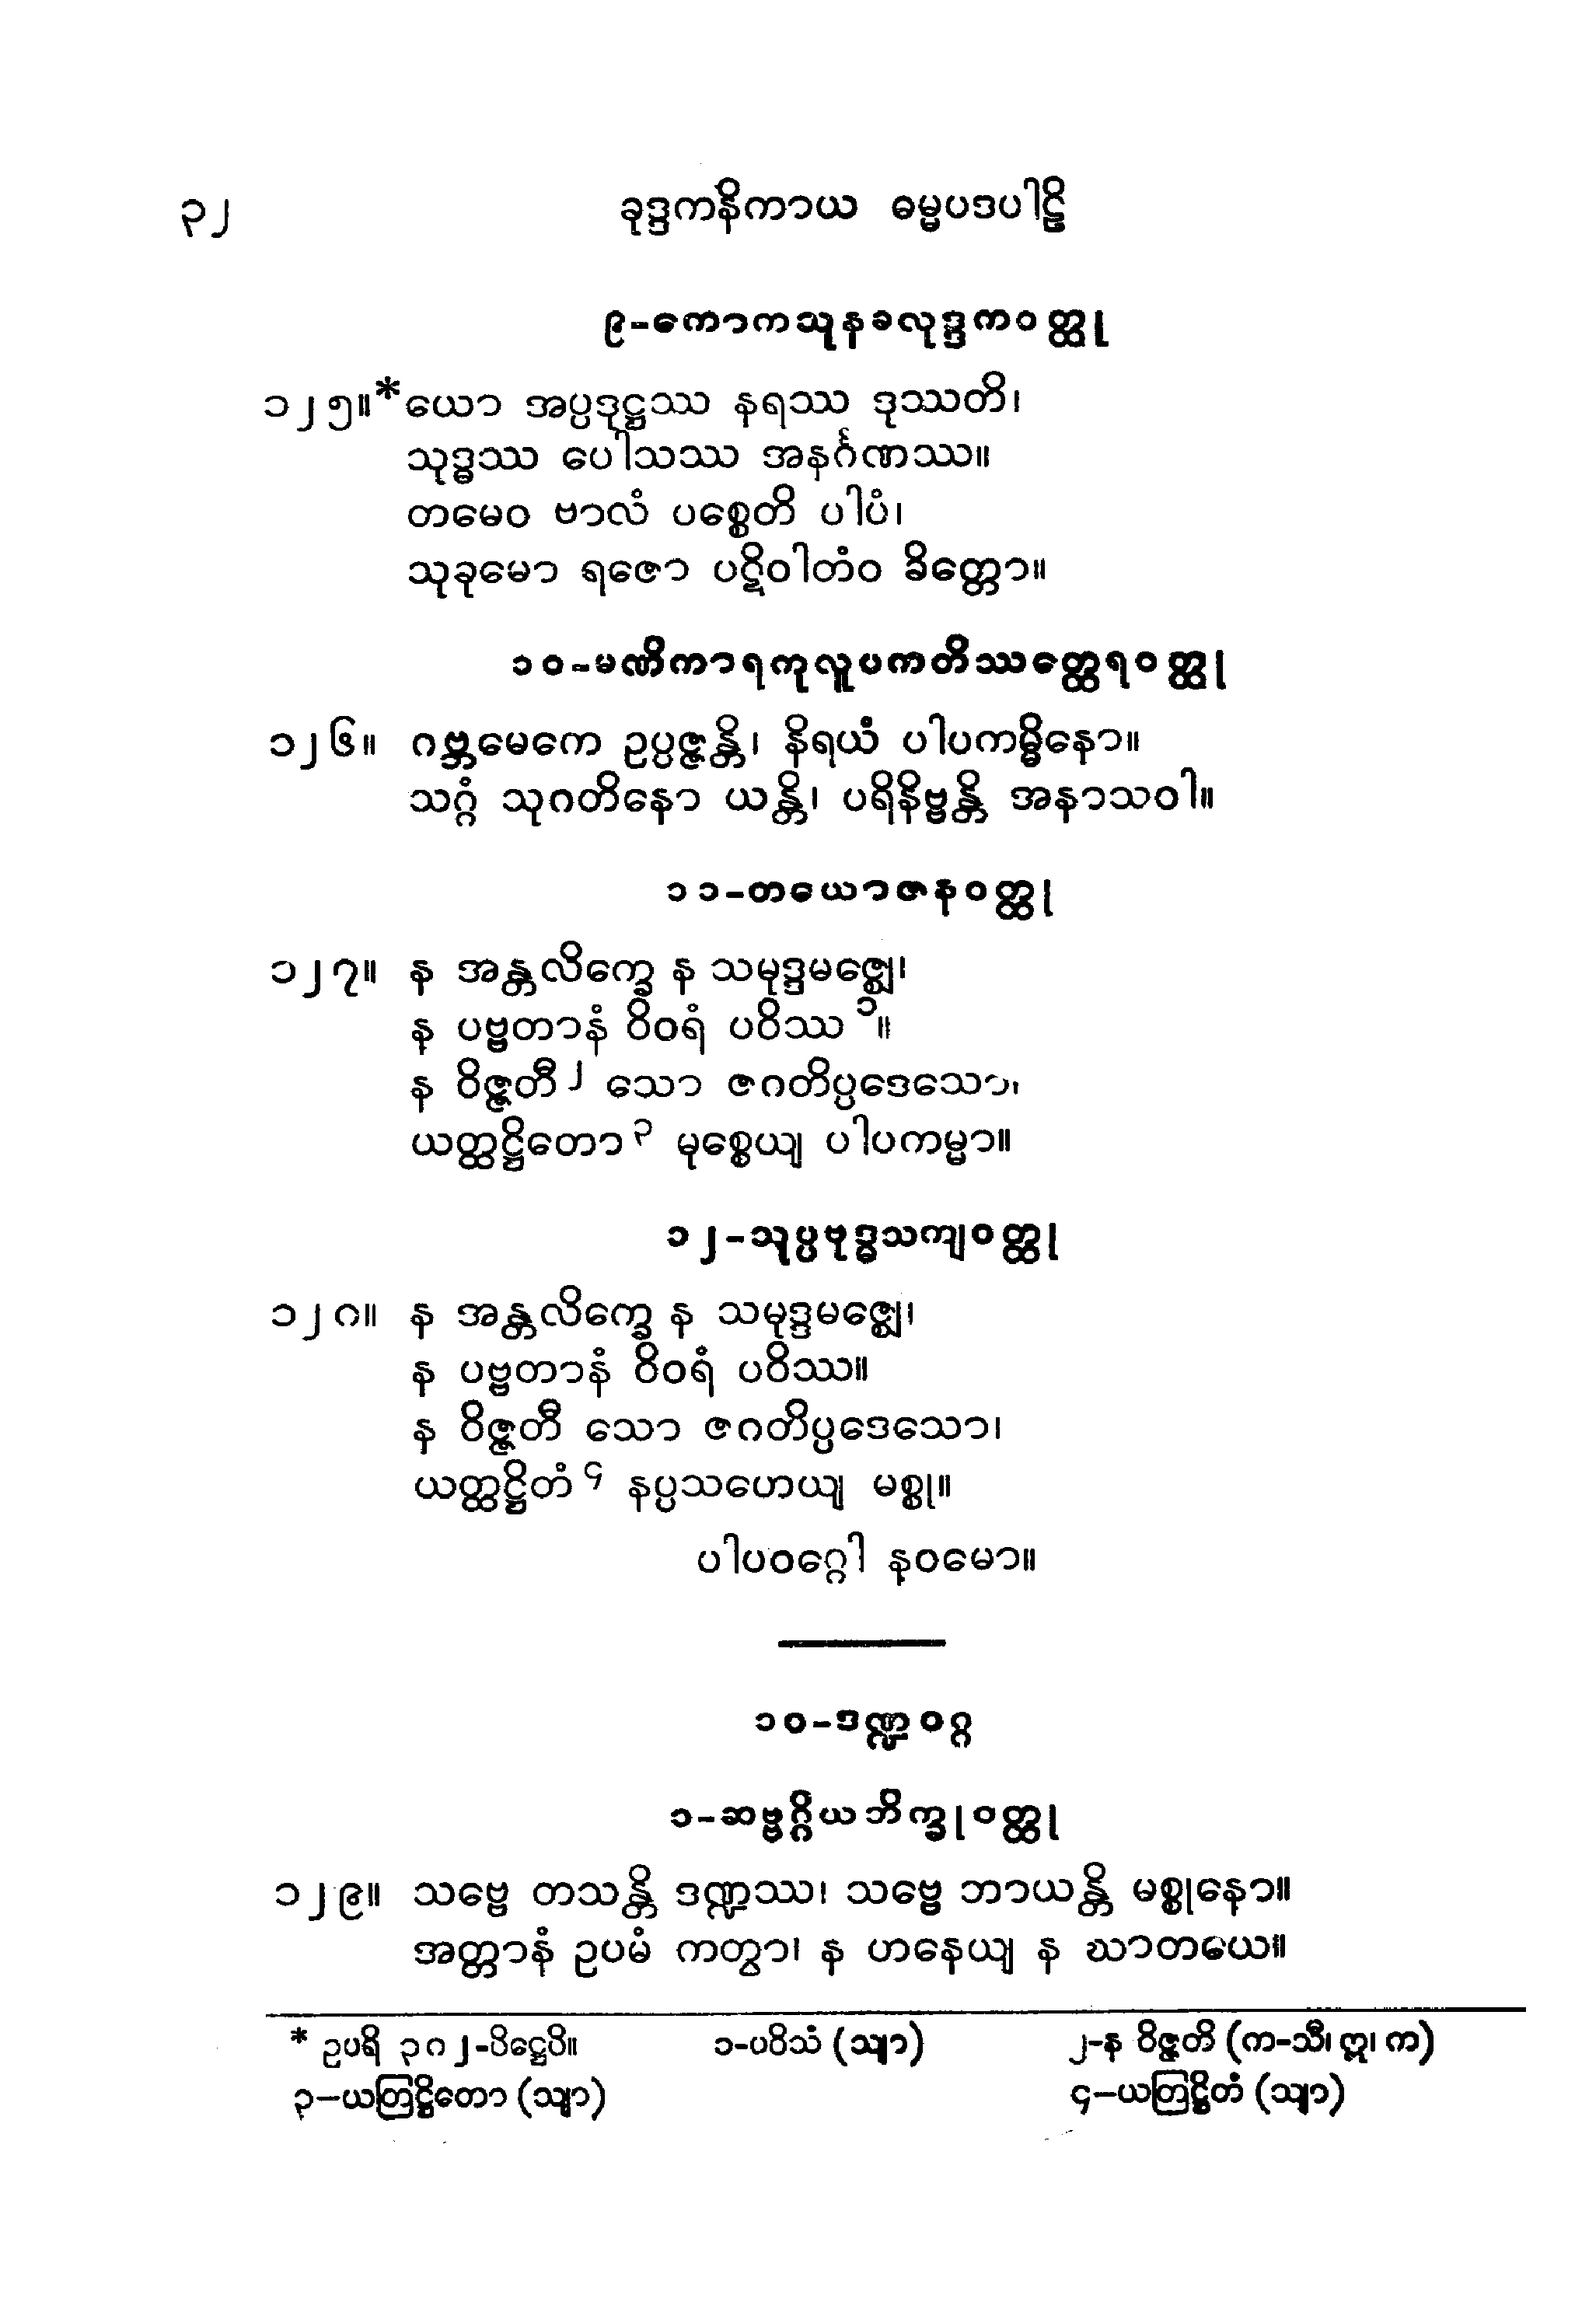 ၃၂ ခုဒ္ဒကနိကာယ ဓမ္မပဒပါဠိ
၉-ကောကသုနခလုဒ္ဒကဝတ္ထု
၁၂၅။*ယော အပ္ပဒုဋ္ဌဿ နရဿ ဒုဿတိ၊
သုဒ္ဓဿ ပေါသဿ အနင်္ဂဏဿ။
တမေဝ ဗာလံ ပစ္စေတိ ပါပံ၊
သုခုမော ရဇော ပဋိဝါတံဝ ခိတ္တော။
၁၀-မဏိကာရကုလူပကတိဿတ္ထေရဝတ္ထု
၁၂၆။ ဂဗ္ဘမေကေ ဥပ္ပဇ္ဇန္တိ၊ နိရယံ ပါပကမ္မိနော။
သဂ္ဂံ သုဂတိနော ယန္တိ၊ ပရိနိဗ္ဗန္တိ အနာသဝါ။
၁၁-တယောဇနဝတ္ထု
၁၂၇။ န အန္တလိက္ခေ န သမုဒ္ဒမဇ္ဈေ၊
န ပဗ္ဗတာနံ ဝိဝရံ ပဝိဿ ၁။
န ဝိဇ္ဇတီ ၂ သော ဇဂတိပ္ပဒေသော၊
ယတ္ထဋ္ဌိတော ၃ မုစ္စေယျ ပါပကမ္မာ။
၁၂-သုပ္ပဗုဒ္ဓသကျဝတ္ထု
၁၂၈။ န အန္တလိက္ခေ န သမုဒ္ဒမဇ္ဈေ၊
န ပဗ္ဗတာနံ ဝိဝရံ ပဝိဿ။
န ဝိဇ္ဇတီ သော ဇဂတိပ္ပဒေသော၊
ယတ္ထဋ္ဌိတံ ၄ နပ္ပသဟေယျ မစ္စု။
ပါပဝဂ္ဂေါ နဝမော။
၁၀-ဒဏ္ဍဝဂ္ဂ
၁-ဆဗ္ဗဂ္ဂိယဘိက္ခုဝတ္ထု
၁၂၉။ သဗ္ဗေ တသန္တိ ဒဏ္ဍဿ၊ သဗ္ဗေ ဘာယန္တိ မစ္စုနော။
အတ္တာနံ ဥပမံ ကတွာ၊ န ဟနေယျ န ဃာတယေ။
* ဥပရိ ၃၈၂-ပိဋ္ဌေပိ။ ၁-ပဝိသံ (သျာ) ၂-န ဝိဇ္ဇတိ (က-သီ၊ ဣ၊ က)
၃-ယတြဋ္ဌိတော (သျာ) ၄-ယတြဋ္ဌိတံ (သျာ)